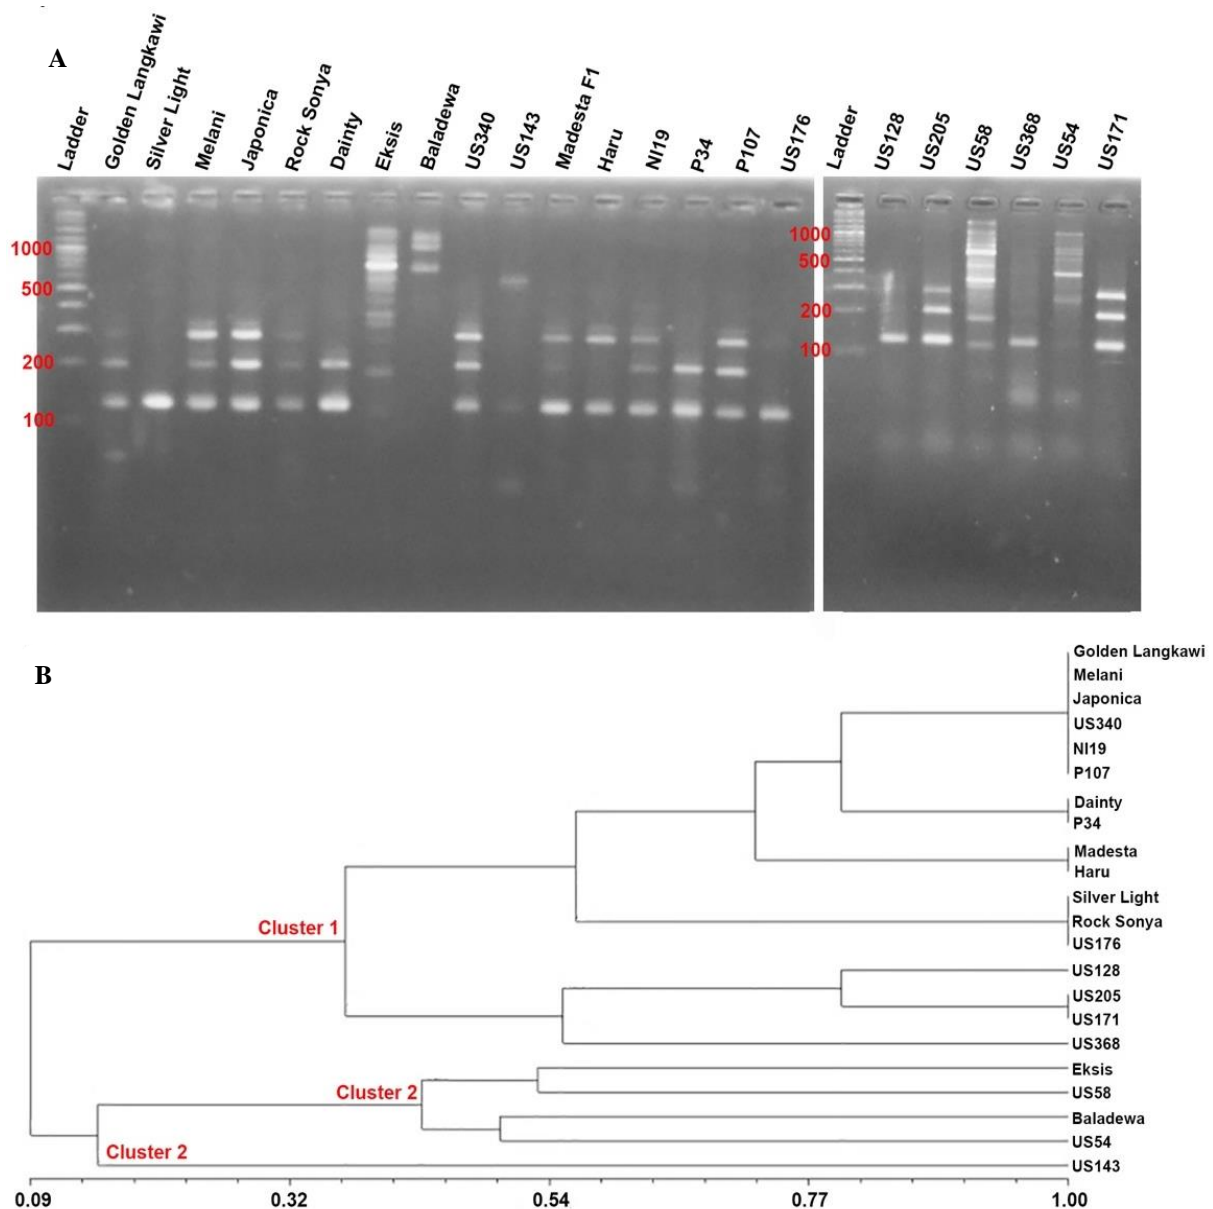 A
Ladder
Golden Langkawi
Silver Light
Melani
Japonica
Rock Sonya
Dainty
Eksis
Baladewa
US340
US143
Madesta F1
Haru
NI19
P34
P107
US176
Ladder
US128
US205
US58
US368
US54
US171
1000
500
200
100
1000
500
200
100
B
Golden Langkawi
Melani
Japonica
US340
NI19
P107
Dainty
P34
Madesta
Haru
Silver Light
Rock Sonya
US176
US128
US205
US171
US368
Eksis
US58
Baladewa
US54
US143
Cluster 1
Cluster 2
Cluster 2
0.09 0.32 0.54 0.77 1.00